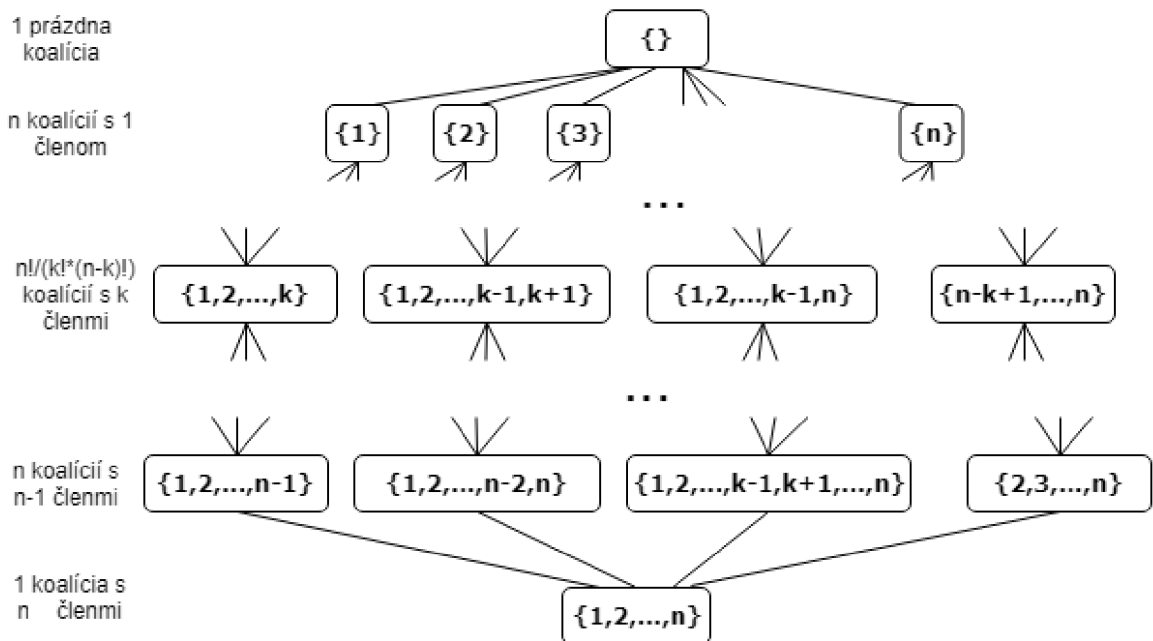 1 prázdna
koalícia
{}
n koalícií s 1
členom
{1}
{2}
{3}
{n}
...
n!/(k!*(n-k)!)
koalícií s k
členmi
{1,2,...,k}
{1,2,...,k-1,k+1}
{1,2,...,k-1,n}
{n-k+1,...,n}
...
n koalícií s
n-1 členmi
{1,2,...,n-1}
{1,2,...,n-2,n}
{1,2,...,k-1,k+1,...,n}
{2,3,...,n}
1 koalícia s
n členmi
{1,2,...,n}